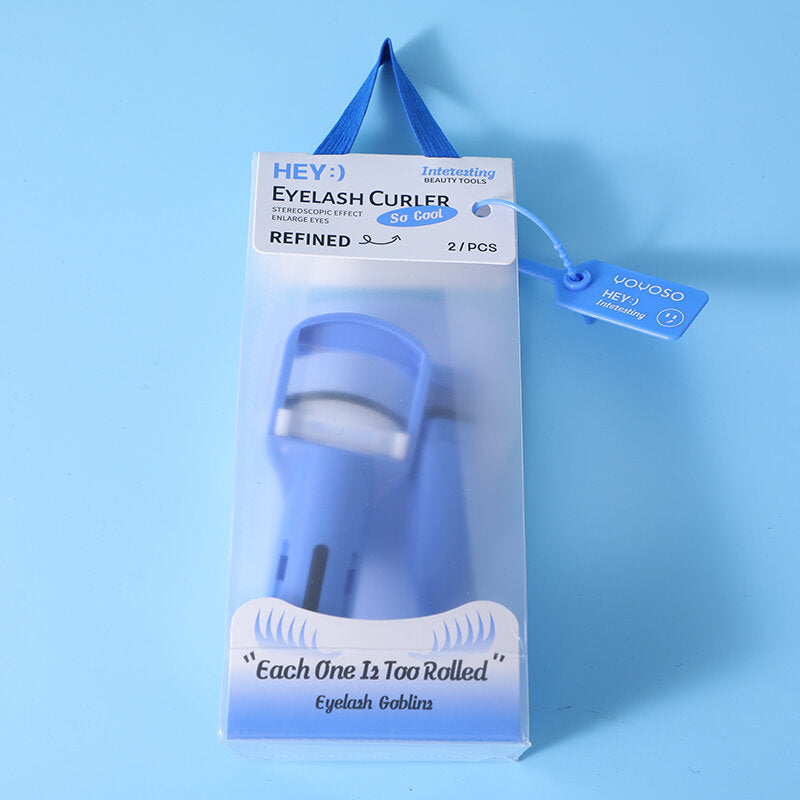 HEY:)
Interesting
BEAUTY TOOLS
EYELASH CURLER
STEREOSCOPIC EFFECT
ENLARGE EYES
So Cool
REFINED
2/PCS
YOYOSO
HEY:)
Interesting
"Each One Is Too Rolled"
Eyelash Goblins